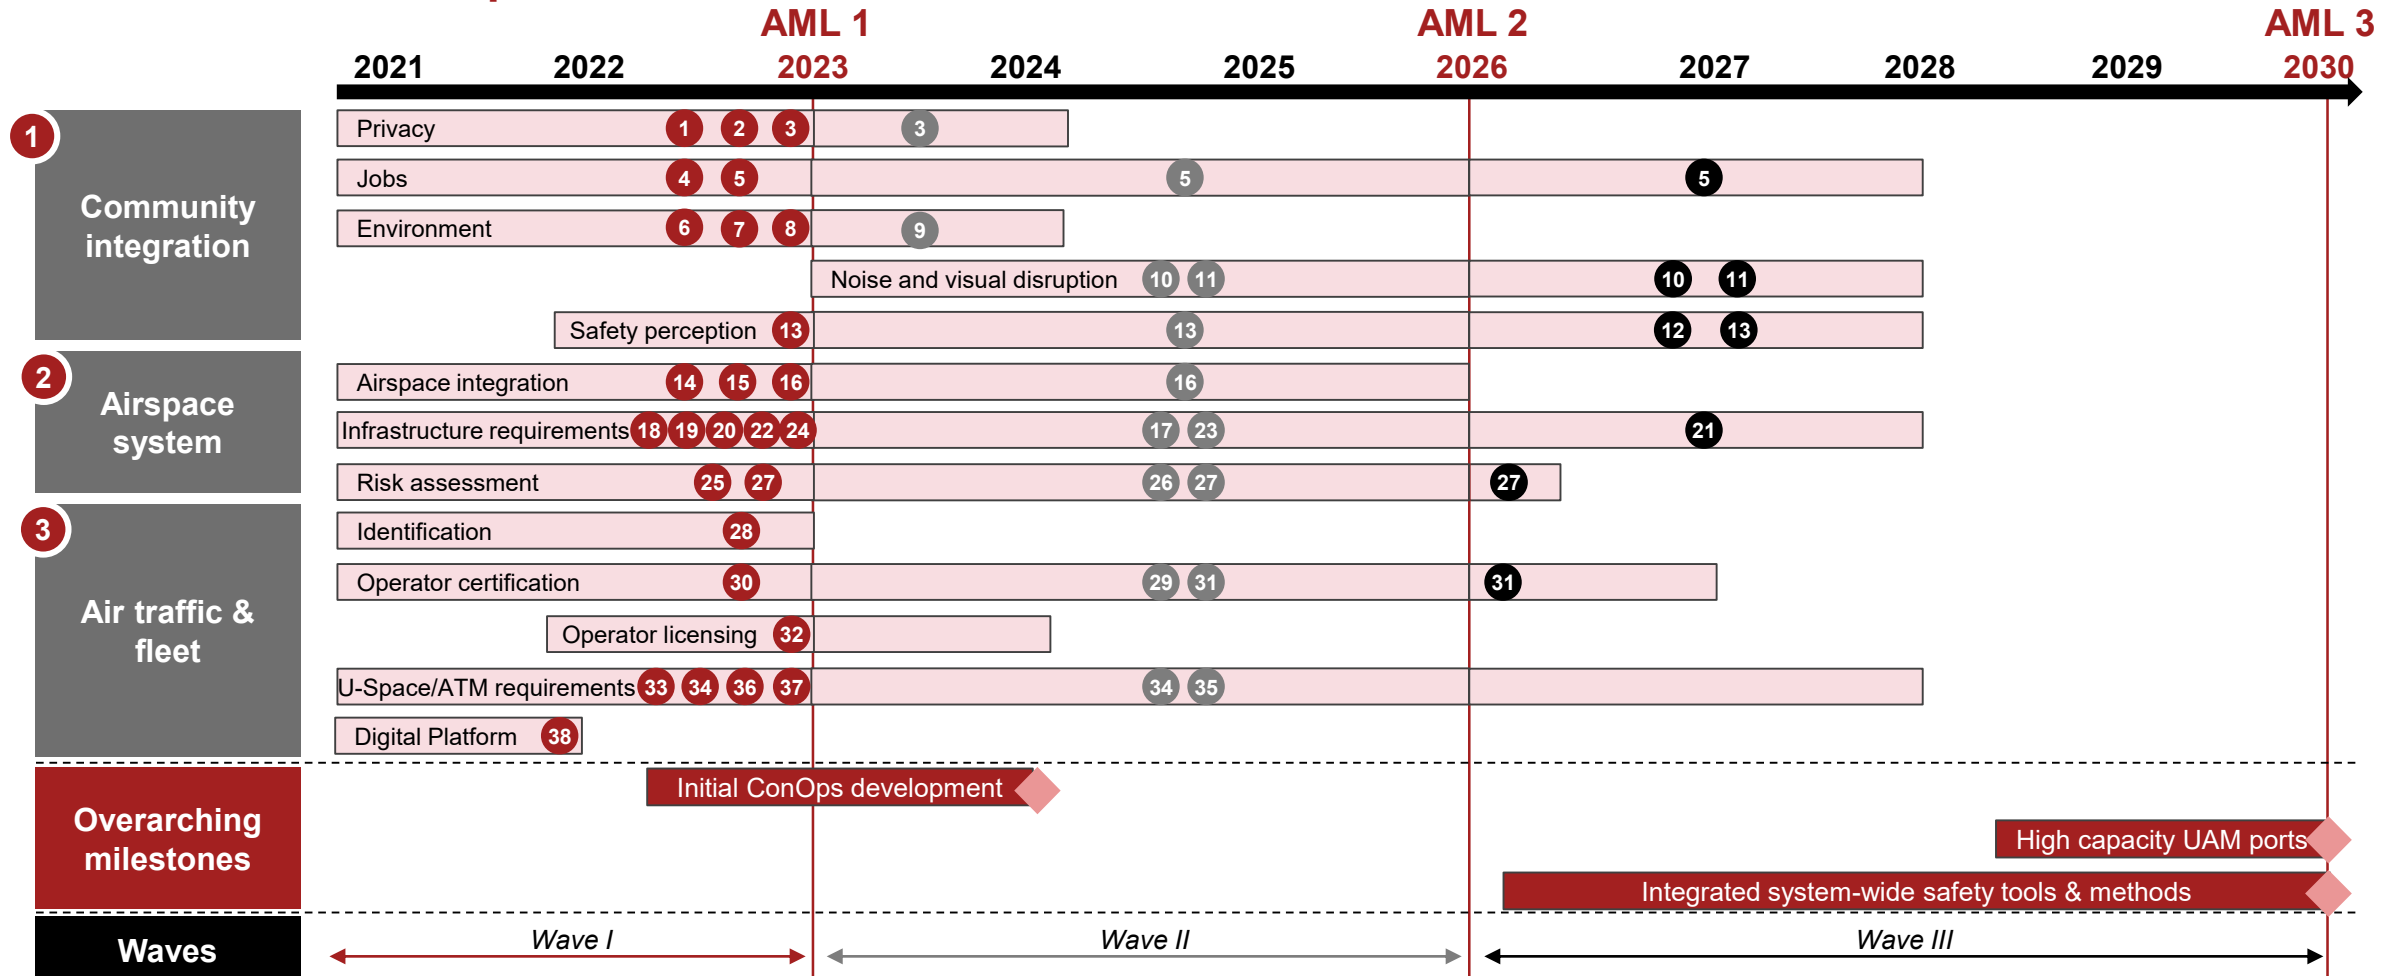 AML 1 AML 2 AML 3
2021 2022 2023 2024 2025 2026 2027 2028 2029 2030
1
Community
integration
Privacy 1 2 3 3
Jobs 4 5 5 5
Environment 6 7 8 9
Noise and visual disruption 10 11 10 11
Safety perception 13 13 12 13
2
Airspace
system
Airspace integration 14 15 16 16
Infrastructure requirements 18 19 20 22 24 17 23 21
Risk assessment 25 27 26 27 27
3
Air traffic &
fleet
Identification 28
Operator certification 30 29 31 31
Operator licensing 32
U-Space/ATM requirements 33 34 36 37 34 35
Digital Platform 38
Overarching
milestones
Initial ConOps development
High capacity UAM ports
Integrated system-wide safety tools & methods
Waves
Wave I Wave II Wave III